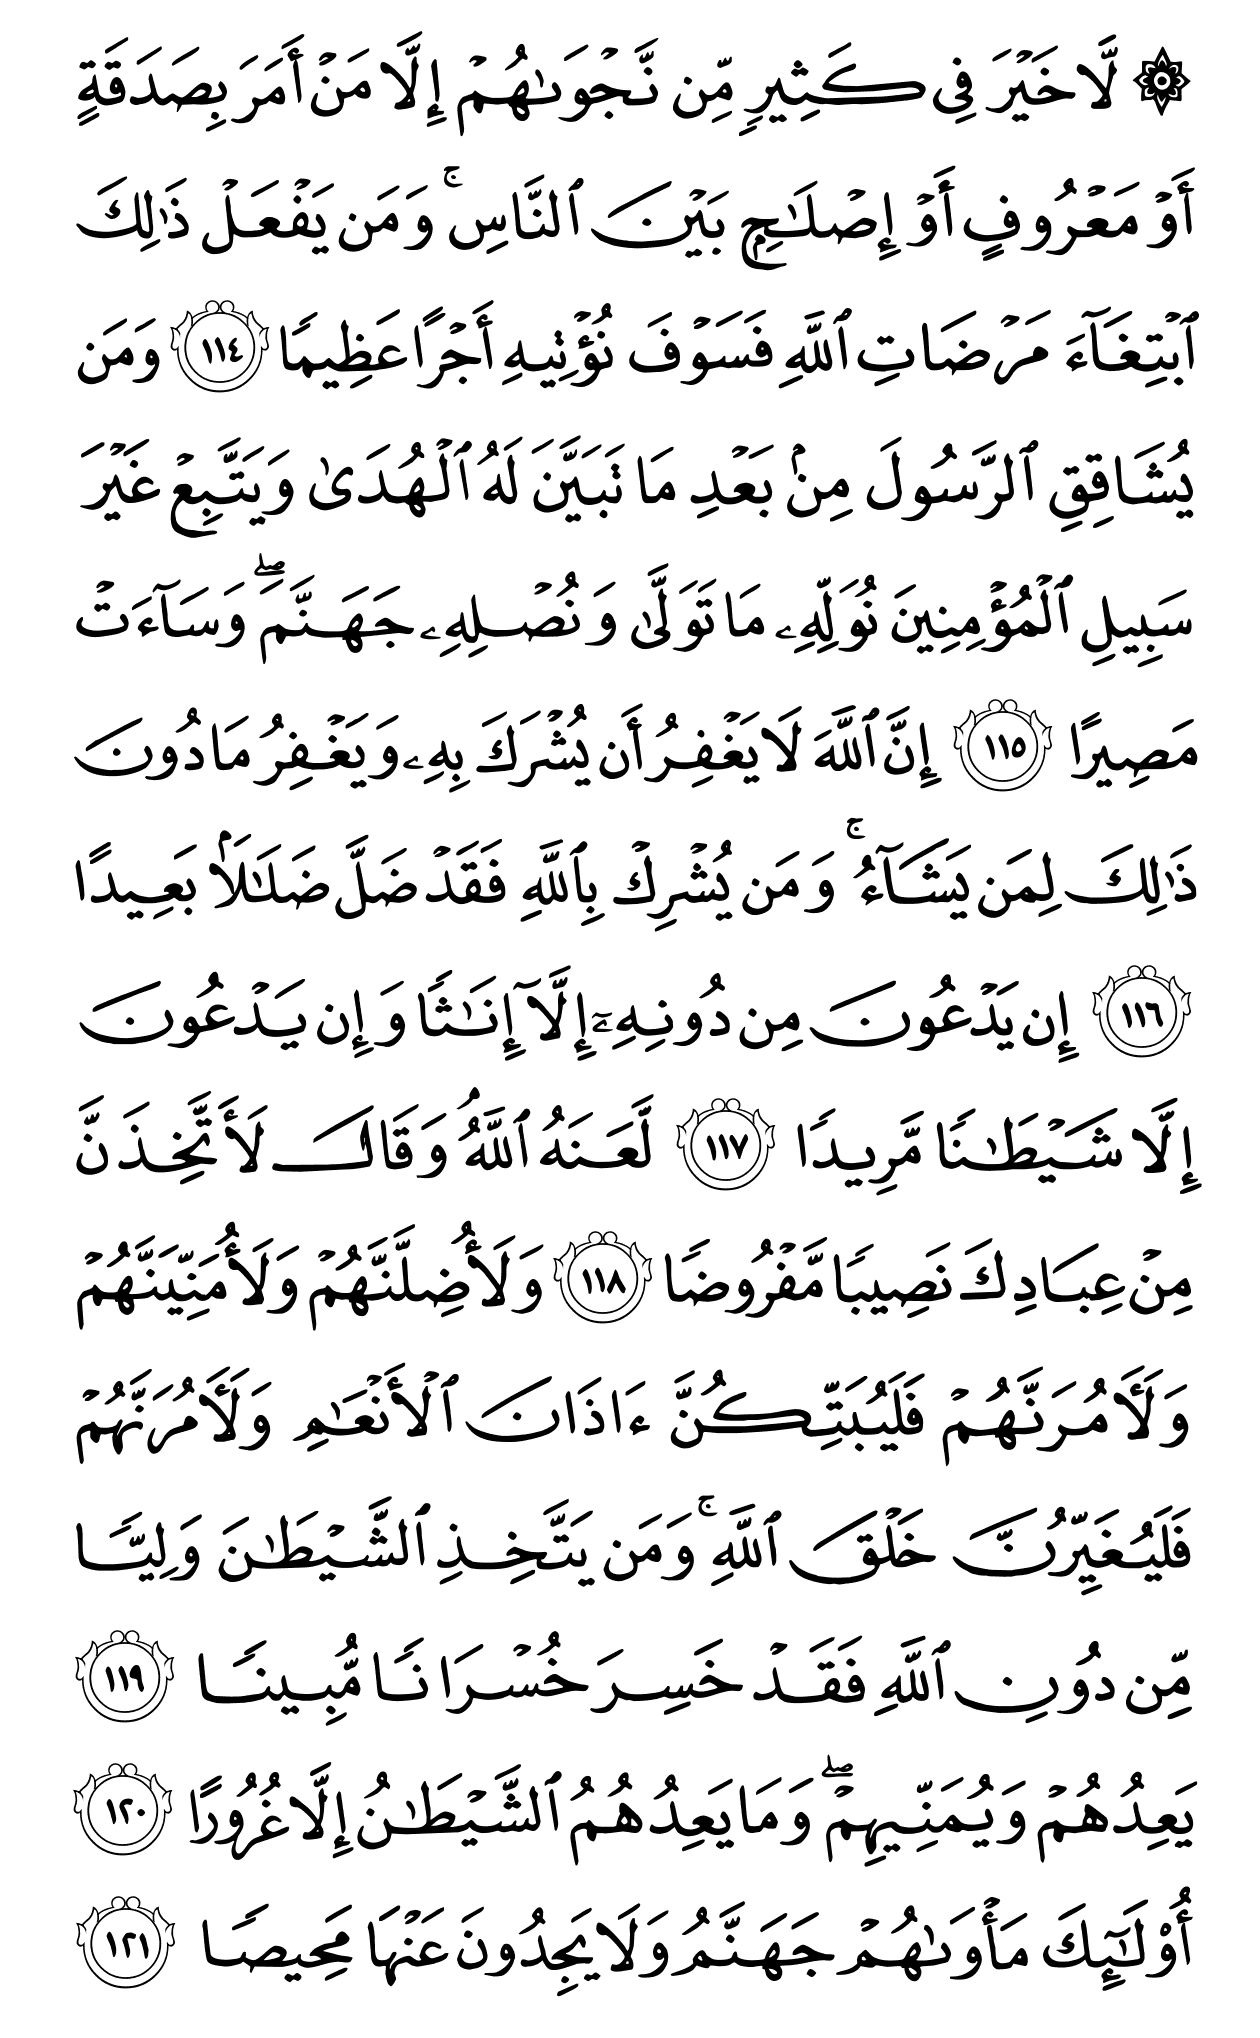 ۞ لَّا خَيْرَ فِى كَثِيرٍ مِّن نَّجْوَىٰهُمْ إِلَّا مَنْ أَمَرَ بِصَدَقَةٍ
أَوْ مَعْرُوفٍ أَوْ إِصْلَٰحٍۭ بَيْنَ ٱلنَّاسِ ۚ وَمَن يَفْعَلْ ذَٰلِكَ
ٱبْتِغَآءَ مَرْضَاتِ ٱللَّهِ فَسَوْفَ نُؤْتِيهِ أَجْرًا عَظِيمًا ١١٤ وَمَن
يُشَاقِقِ ٱلرَّسُولَ مِنۢ بَعْدِ مَا تَبَيَّنَ لَهُ ٱلْهُدَىٰ وَيَتَّبِعْ غَيْرَ
سَبِيلِ ٱلْمُؤْمِنِينَ نُوَلِّهِۦ مَا تَوَلَّىٰ وَنُصْلِهِۦ جَهَنَّمَ ۖ وَسَآءَتْ
مَصِيرًا ١١٥ إِنَّ ٱللَّهَ لَا يَغْفِرُ أَن يُشْرَكَ بِهِۦ وَيَغْفِرُ مَا دُونَ
ذَٰلِكَ لِمَن يَشَآءُ ۚ وَمَن يُشْرِكْ بِٱللَّهِ فَقَدْ ضَلَّ ضَلَٰلًۢا بَعِيدًا
١١٦ إِن يَدْعُونَ مِن دُونِهِۦٓ إِلَّآ إِنَٰثًا وَإِن يَدْعُونَ
إِلَّا شَيْطَٰنًا مَّرِيدًا ١١٧ لَّعَنَهُ ٱللَّهُ ۘ وَقَالَ لَأَتَّخِذَنَّ
مِنْ عِبَادِكَ نَصِيبًا مَّفْرُوضًا ١١٨ وَلَأُضِلَّنَّهُمْ وَلَأُمَنِّيَنَّهُمْ
وَلَءَامُرَنَّهُمْ فَلَيُبَتِّكُنَّ ءَاذَانَ ٱلْأَنْعَٰمِ وَلَءَامُرَنَّهُمْ
فَلَيُغَيِّرُنَّ خَلْقَ ٱللَّهِ ۚ وَمَن يَتَّخِذِ ٱلشَّيْطَٰنَ وَلِيًّا
مِّن دُونِ ٱللَّهِ فَقَدْ خَسِرَ خُسْرَانًا مُّبِينًا ١١٩
يَعِدُهُمْ وَيُمَنِّيهِمْ ۖ وَمَا يَعِدُهُمُ ٱلشَّيْطَٰنُ إِلَّا غُرُورًا ١٢٠
أُو۟لَٰٓئِكَ مَأْوَىٰهُمْ جَهَنَّمُ وَلَا يَجِدُونَ عَنْهَا مَحِيصًا ١٢١